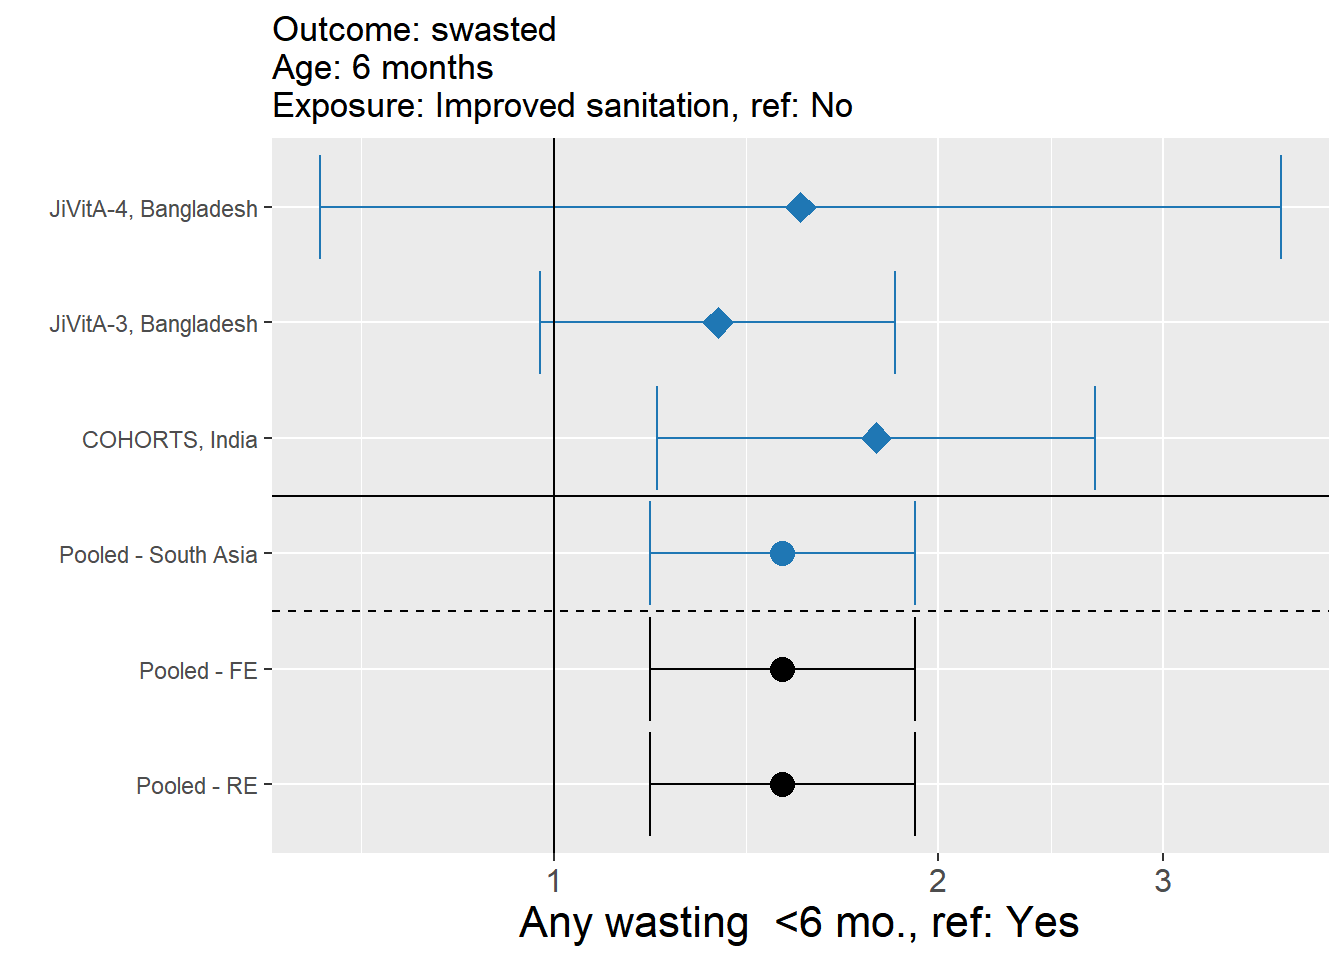 Outcome: swasted
Age: 6 months
Exposure: Improved sanitation, ref: No
JiVitA-4, Bangladesh
JiVitA-3, Bangladesh
COHORTS, India
Pooled - South Asia
Pooled - FE
Pooled - RE
1 2 3
Any wasting  <6 mo., ref: Yes